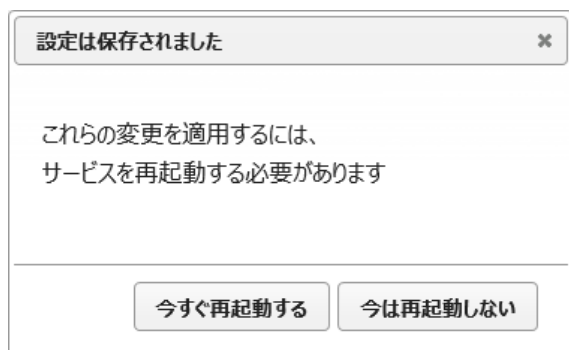 設定は保存されました
これらの変更を適用するには、
サービスを再起動する必要があります
今すぐ再起動する 今は再起動しない